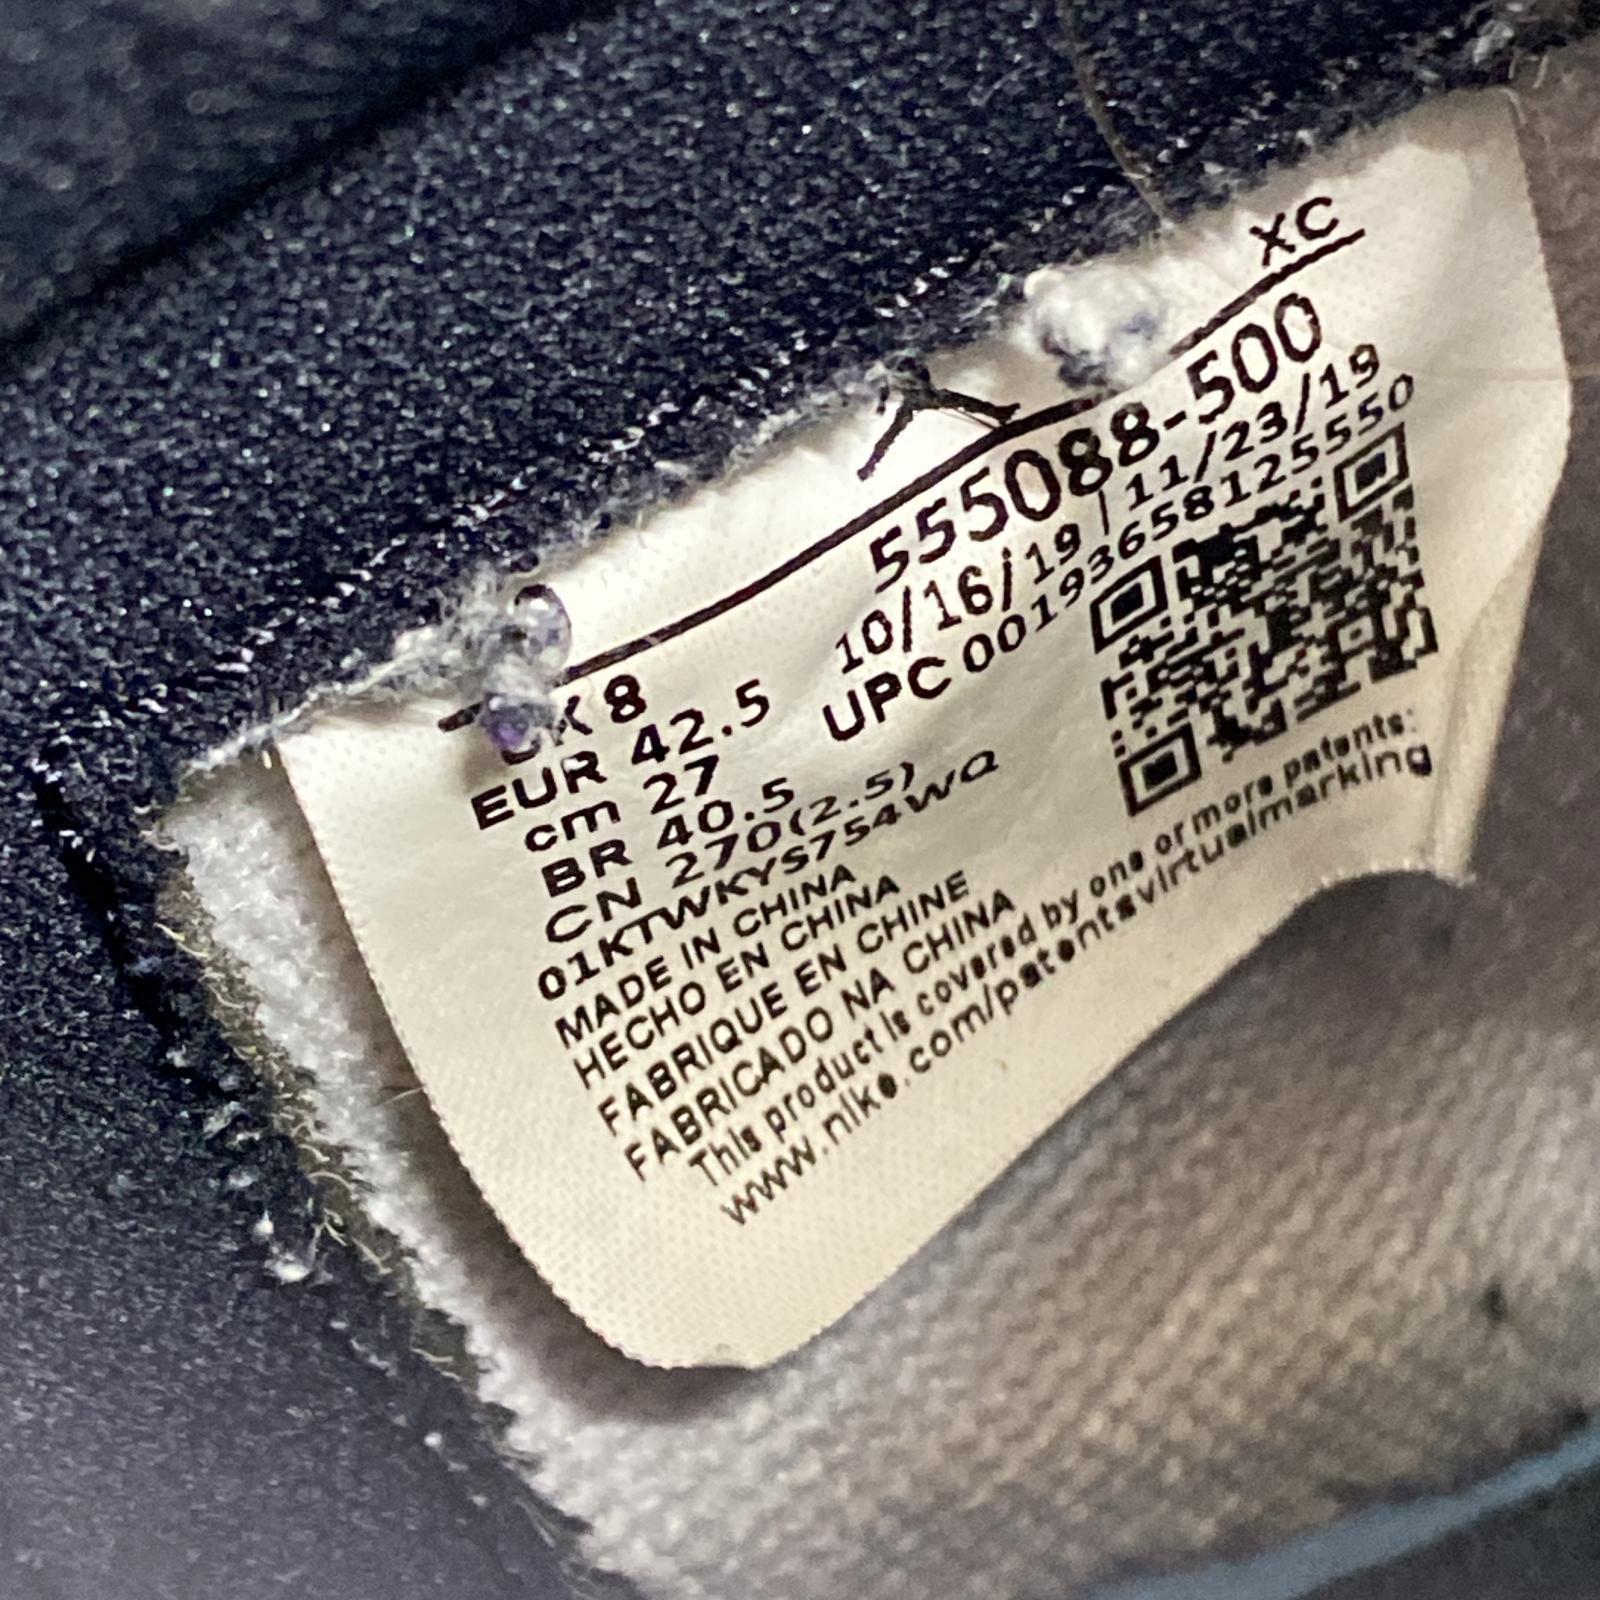 XC
555088-500
10/16/19 | 11/23/19
UPC 00193658125550
UK 8
EUR 42.5
cm 27
BR 40.5
CN 270(2.5)
01KTWKYS754WQ
MADE IN CHINA
HECHO EN CHINA
FABRIQUE EN CHINE
FABRICADO NA CHINA
This product is covered by one or more patents:
www.nike.com/patentsvirtualmarking